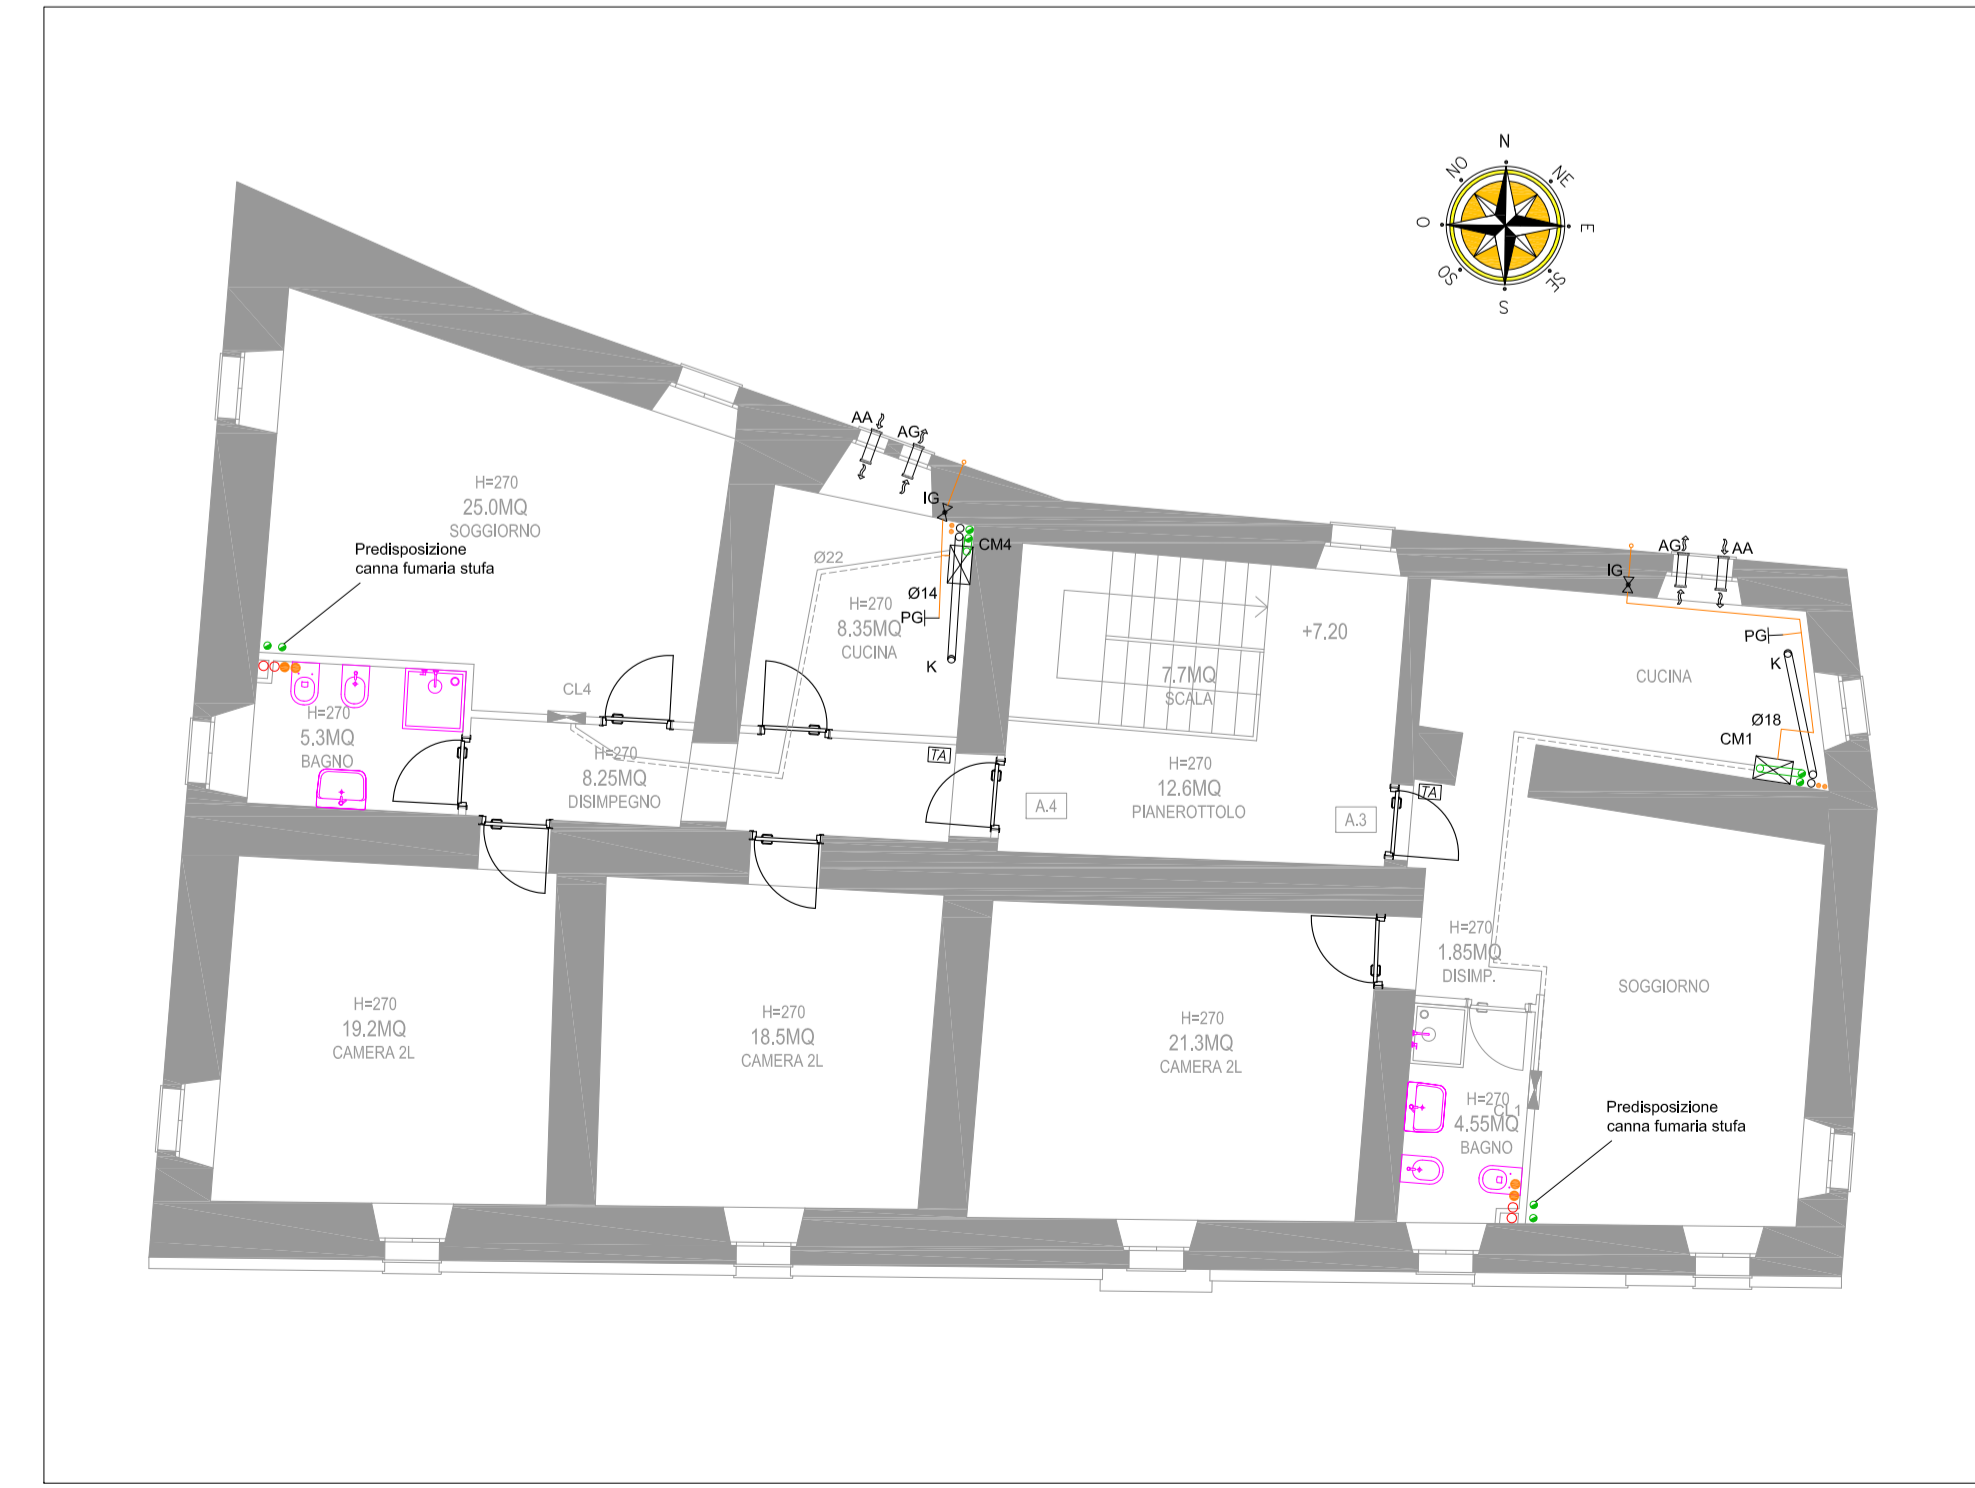 N
NO
NE
O
E
SO
SE
S
AA
AG
IG
H=270
25.0MQ
SOGGIORNO
Predisposizione
canna fumaria stufa
Ø22
CM4
Ø14
PG
H=270
8.35MQ
CUCINA
K
AG
AA
IG
PG
K
CUCINA
Ø18
CM1
+7,20
7.7MQ
SCALA
CL4
H=270
5.3MQ
BAGNO
H=270
8.25MQ
DISIMPEGNO
TA
H=270
12.6MQ
PIANEROTTOLO
A.4
A.3
TA
H=270
1.85MQ
DISIMP.
SOGGIORNO
H=270
19.2MQ
CAMERA 2L
H=270
18.5MQ
CAMERA 2L
H=270
21.3MQ
CAMERA 2L
H=270
CL1
4.55MQ
BAGNO
Predisposizione
canna fumaria stufa